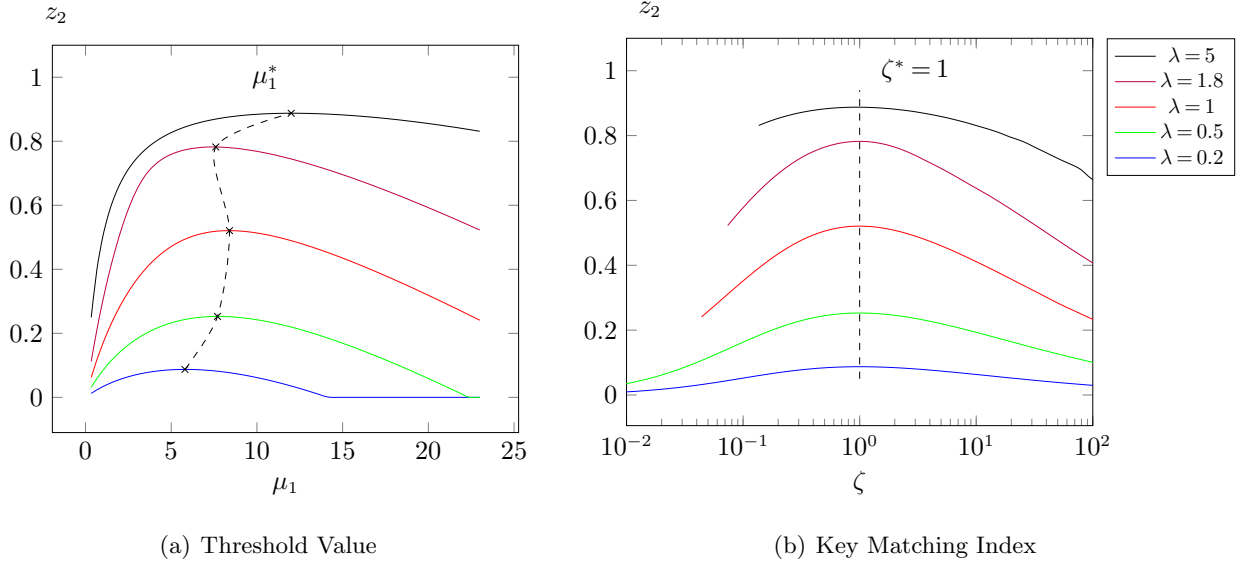 z₂
μ₁*
1
0.8
0.6
0.4
0.2
0
0 5 10 15 20 25
μ₁
(a) Threshold Value
z₂
ζ* = 1
1
0.8
0.6
0.4
0.2
0
10⁻² 10⁻¹ 10⁰ 10¹ 10²
ζ
(b) Key Matching Index
λ = 5
λ = 1.8
λ = 1
λ = 0.5
λ = 0.2